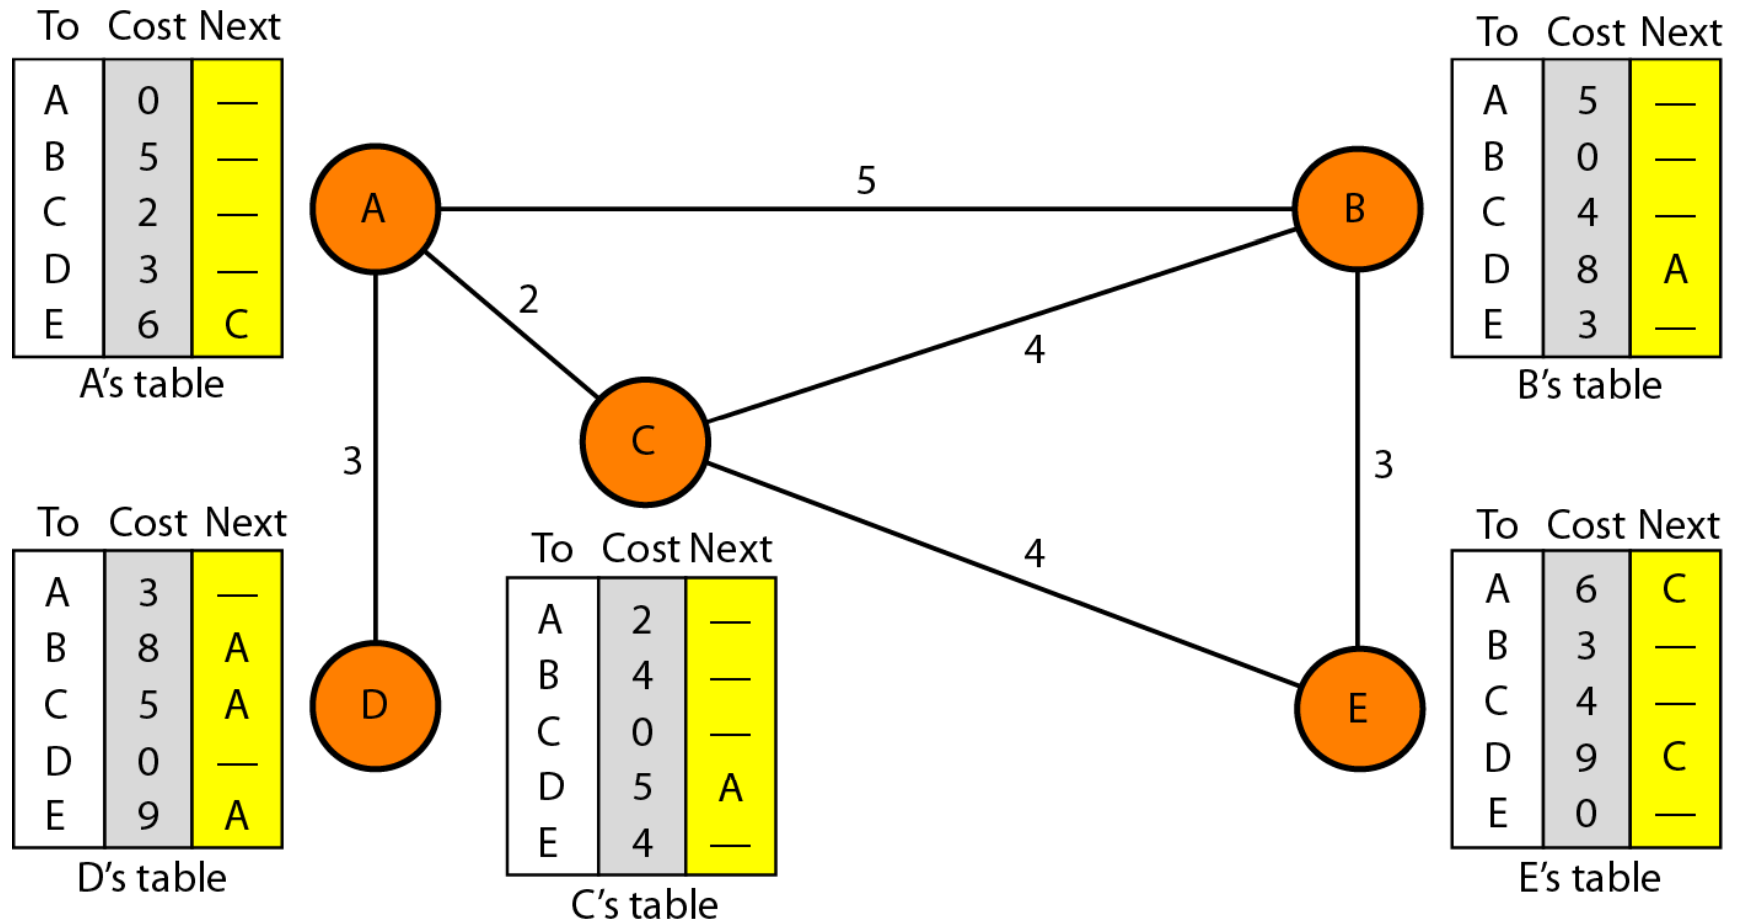 To Cost Next
A 0 —
B 5 —
C 2 —
D 3 —
E 6 C
A's table
To Cost Next
A 5 —
B 0 —
C 4 —
D 8 A
E 3 —
B's table
A
5
B
2
4
C
3
3
4
D
E
To Cost Next
A 3 —
B 8 A
C 5 A
D 0 —
E 9 A
D's table
To Cost Next
A 2 —
B 4 —
C 0 —
D 5 A
E 4 —
C's table
To Cost Next
A 6 C
B 3 —
C 4 —
D 9 C
E 0 —
E's table